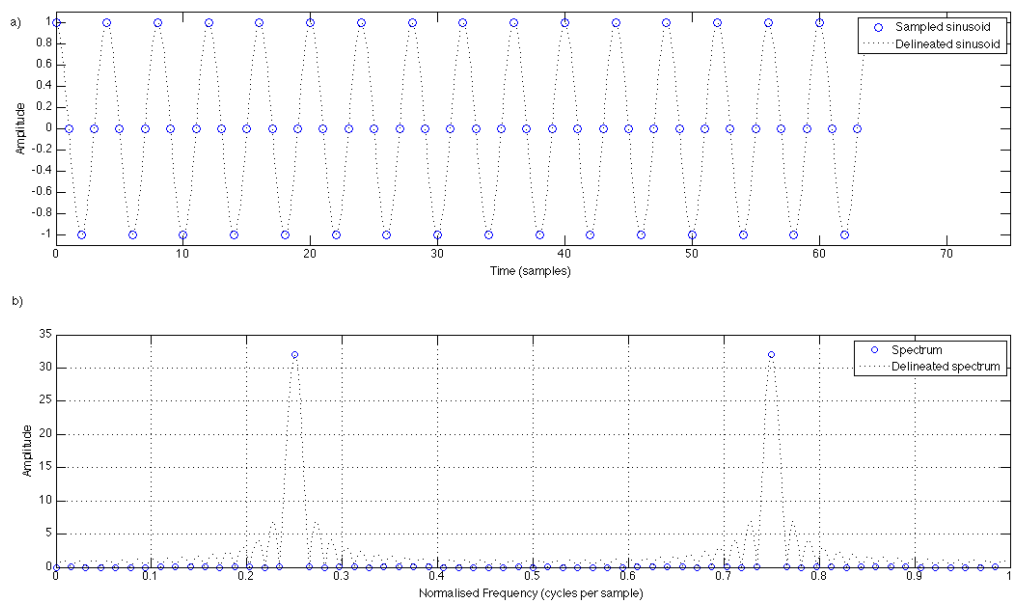 a)
1
0.8
0.6
0.4
0.2
0
-0.2
-0.4
-0.6
-0.8
-1
Amplitude
Sampled sinusoid
Delineated sinusoid
0 10 20 30 40 50 60 70
Time (samples)
b)
35
30
25
20
15
10
5
0
Amplitude
Spectrum
Delineated spectrum
0 0.1 0.2 0.3 0.4 0.5 0.6 0.7 0.8 0.9 1
Normalised Frequency (cycles per sample)